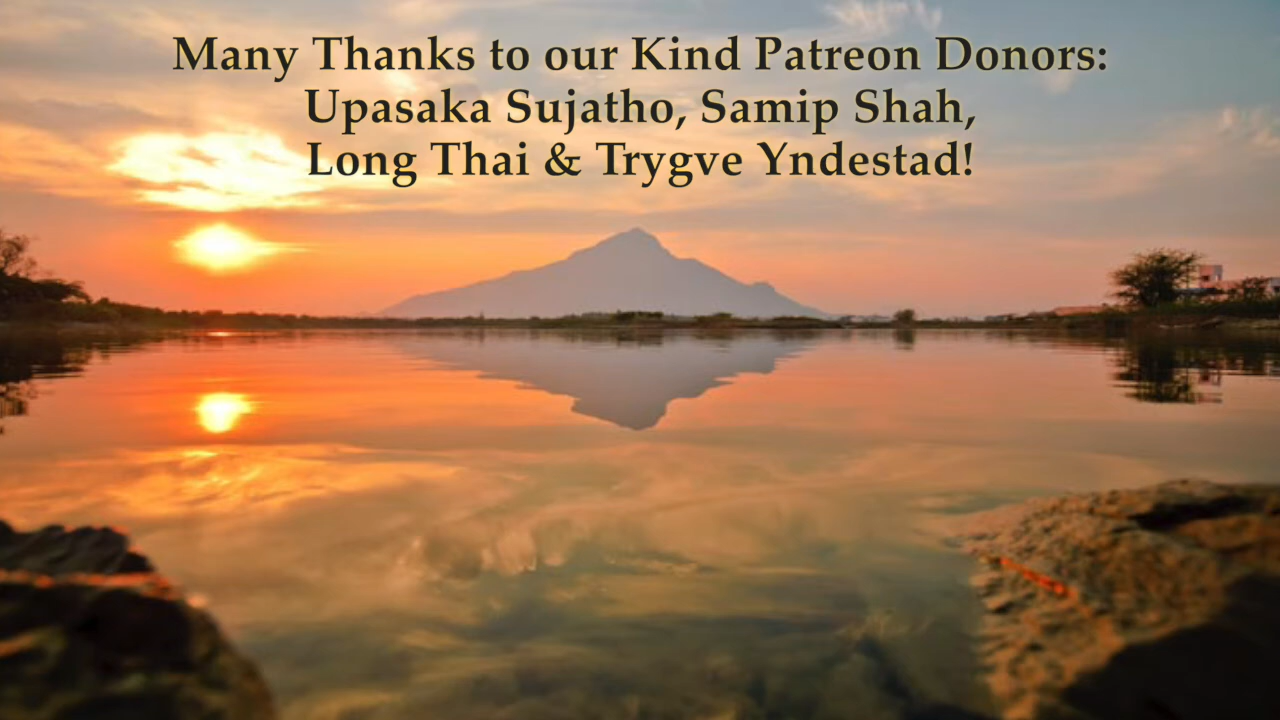 Many Thanks to our Kind Patreon Donors:
Upasaka Sujatho, Samip Shah,
Long Thai & Trygve Yndestad!